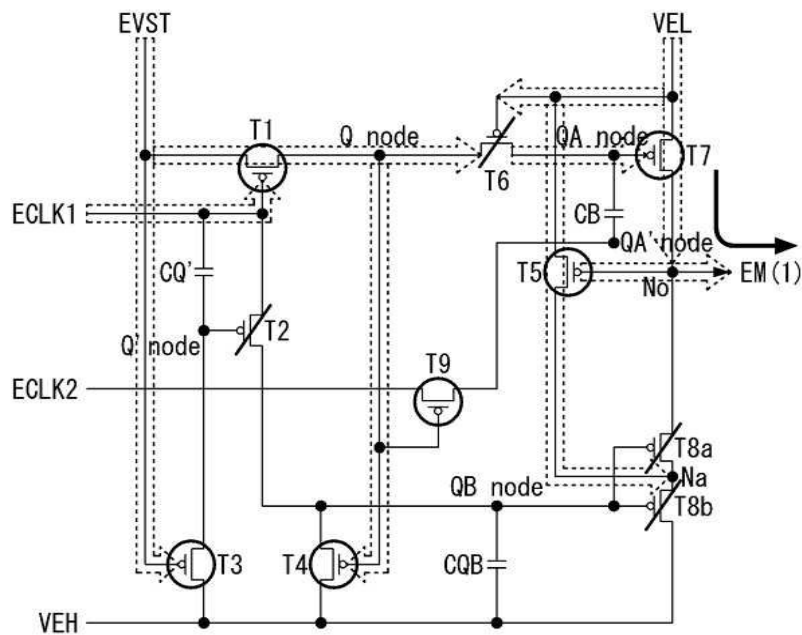 EVST
VEL
T1
Q node
QA node
T7
T6
ECLK1
CB
QA' node
CQ'
T5
No
EM(1)
T2
Q' node
T9
ECLK2
T8a
Na
QB node
T8b
T3
T4
CQB
VEH